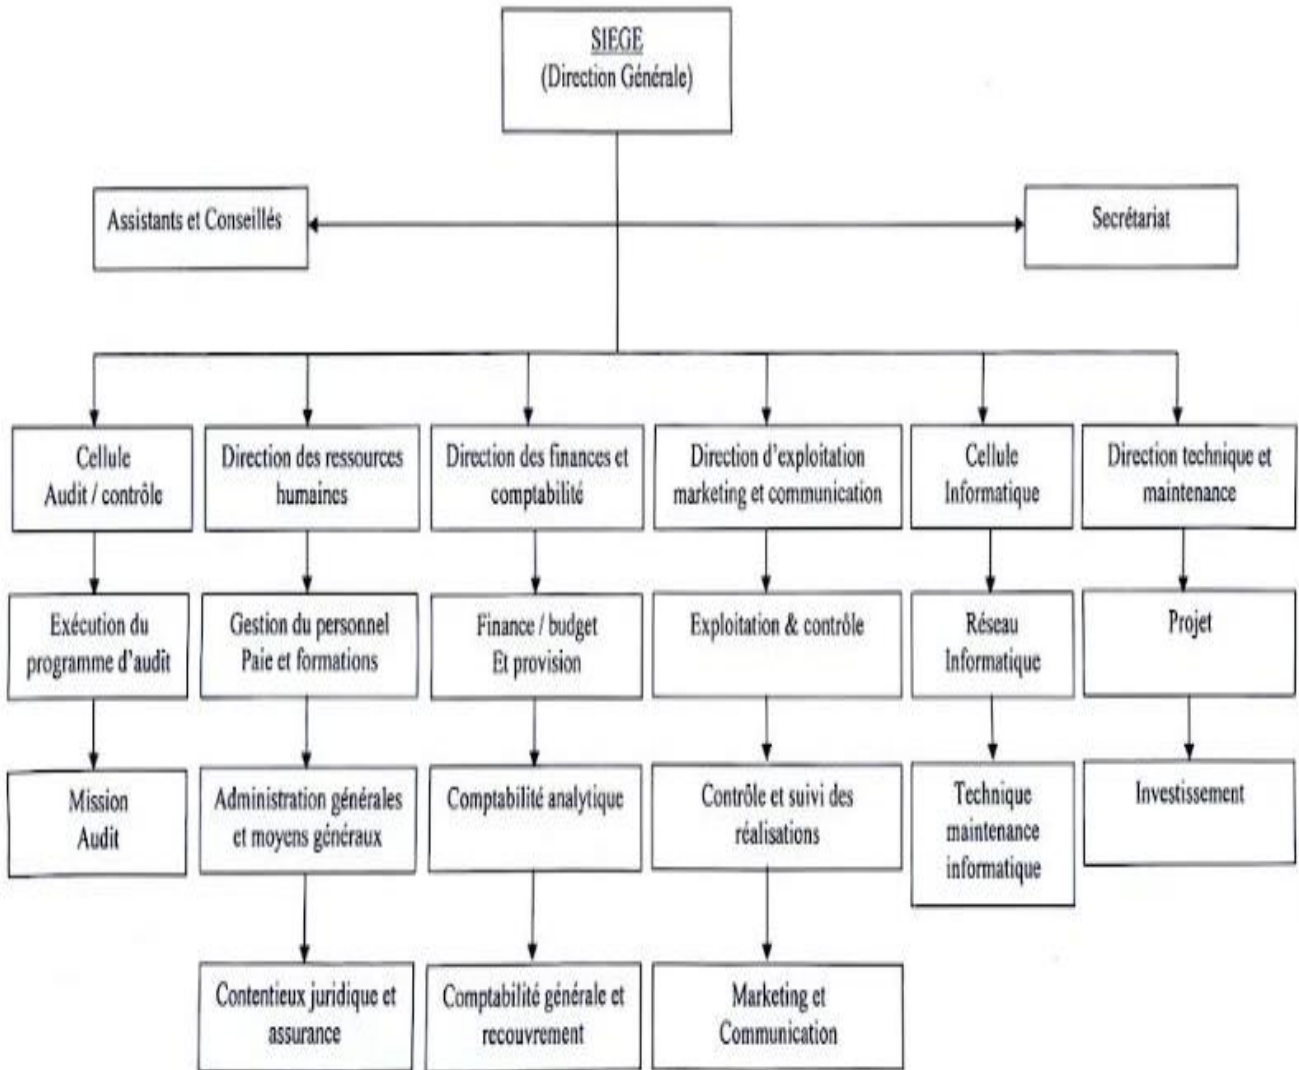 SIEGE
(Direction Générale)
Assistants et Conseillés
Secrétariat
Cellule
Audit / contrôle
Direction des ressources
humaines
Direction des finances et
comptabilité
Direction d'exploitation
marketing et communication
Cellule
Informatique
Direction technique et
maintenance
Exécution du
programme d'audit
Gestion du personnel
Paie et formations
Finance / budget
Et provision
Exploitation & contrôle
Réseau
Informatique
Projet
Mission
Audit
Administration générales
et moyens généraux
Comptabilité analytique
Contrôle et suivi des
réalisations
Technique
maintenance
informatique
Investissement
Contentieux juridique et
assurance
Comptabilité générale et
recouvrement
Marketing et
Communication